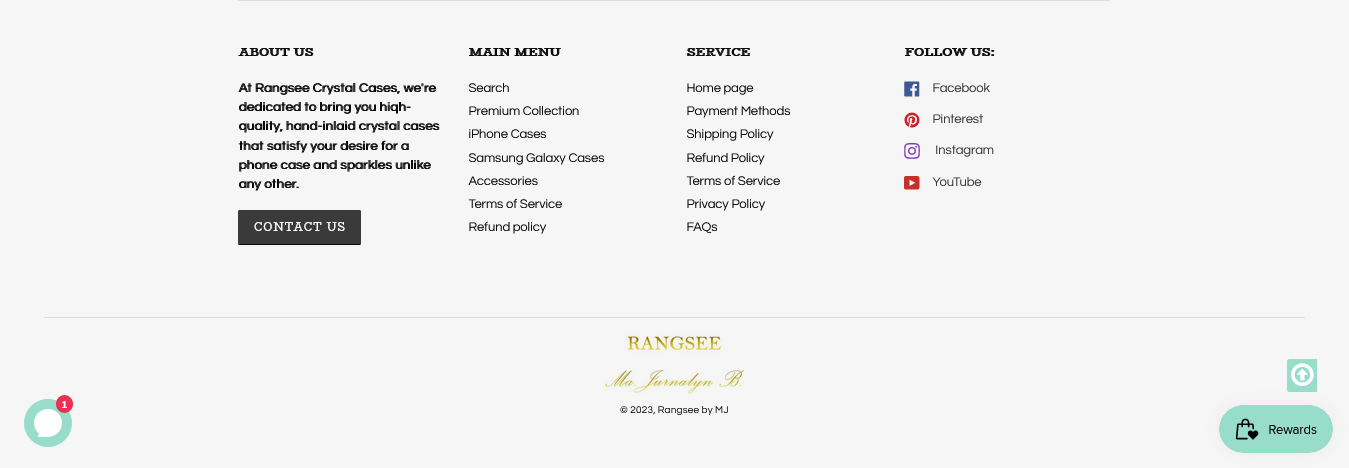 ABOUT US
At Rangsee Crystal Cases, we're
dedicated to bring you high-
quality, hand-inlaid crystal cases
that satisfy your desire for a
phone case and sparkles unlike
any other.
CONTACT US
MAIN MENU
Search
Premium Collection
iPhone Cases
Samsung Galaxy Cases
Accessories
Terms of Service
Refund policy
SERVICE
Home page
Payment Methods
Shipping Policy
Refund Policy
Terms of Service
Privacy Policy
FAQs
FOLLOW US:
Facebook
Pinterest
Instagram
YouTube
RANGSEE
Ma Jurnalyn B.
© 2023, Rangsee by MJ
1
Rewards